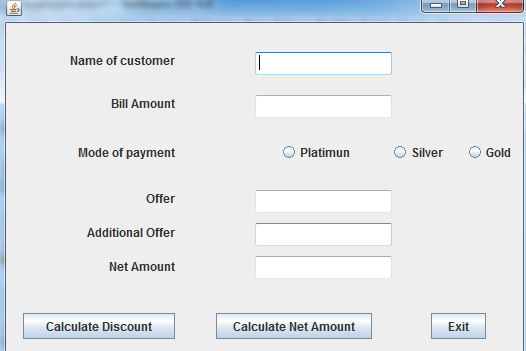 Name of customer
Bill Amount
Mode of payment Platimun Silver Gold
Offer
Additional Offer
Net Amount
Calculate Discount Calculate Net Amount Exit